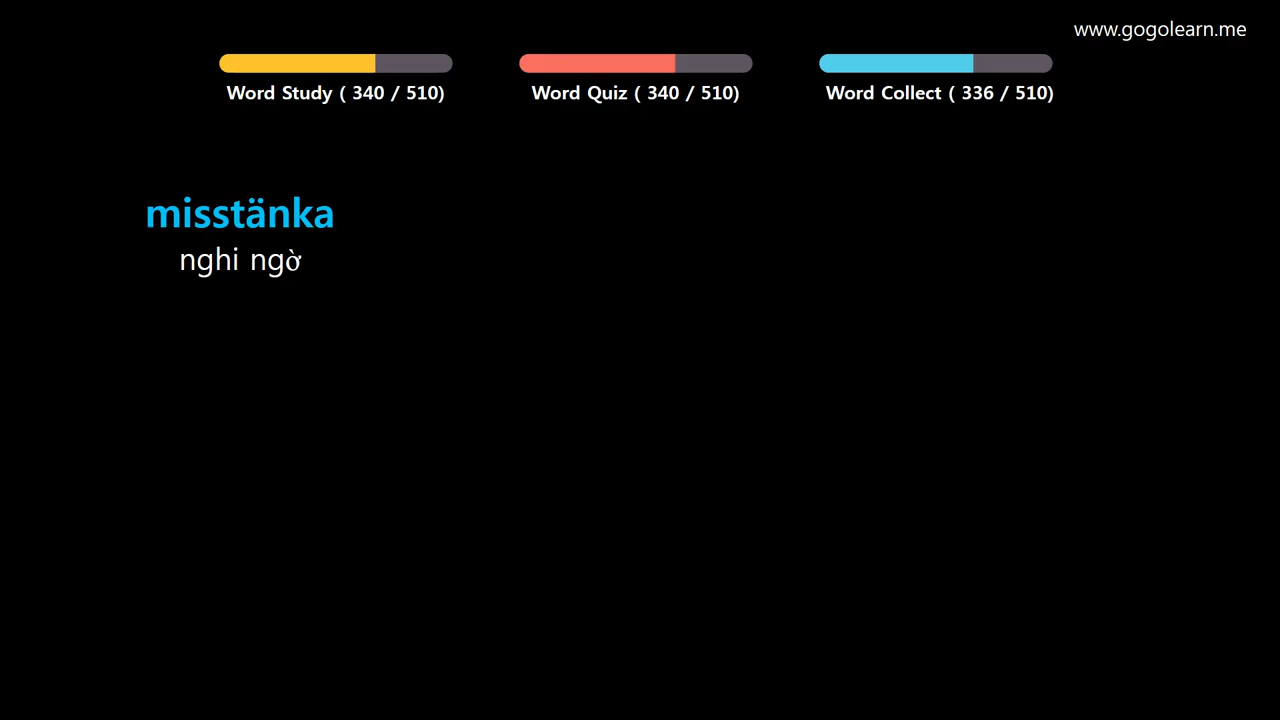 www.gogolearn.me
Word Study ( 340 / 510)
Word Quiz ( 340 / 510)
Word Collect ( 336 / 510)
misstänka
nghi ngờ